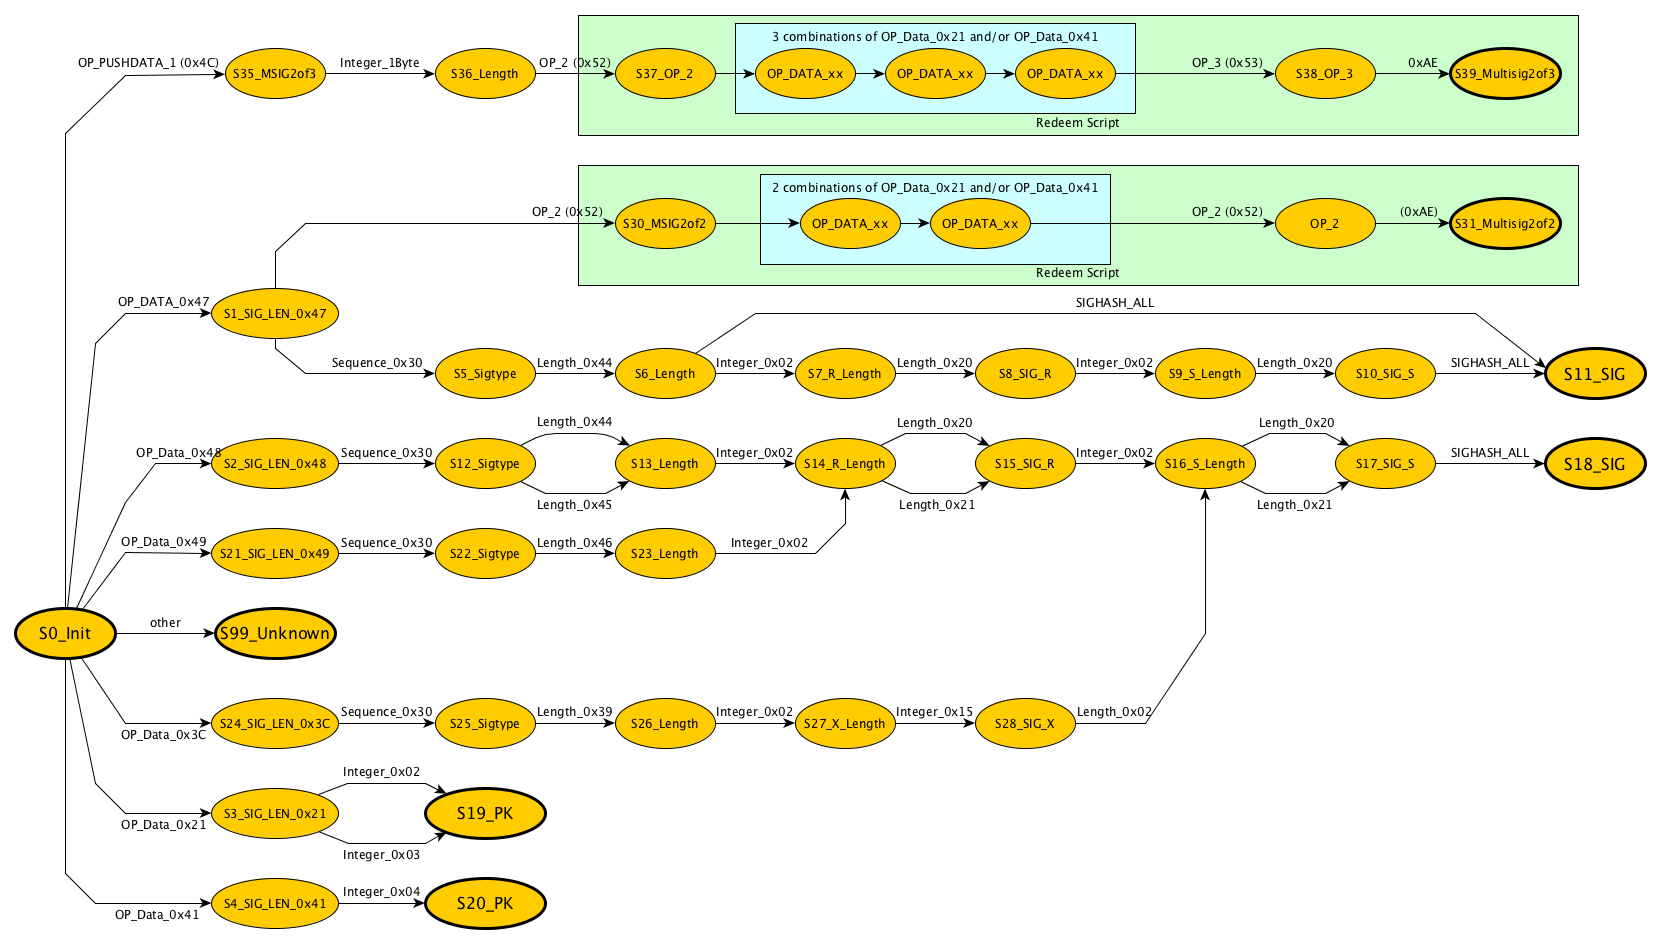 3 combinations of OP_Data_0x21 and/or OP_Data_0x41
OP_PUSHDATA_1 (0x4C) S35_MSIG2of3 Integer_1Byte S36_Length OP_2 (0x52) S37_OP_2 OP_DATA_xx OP_DATA_xx OP_DATA_xx OP_3 (0x53) S38_OP_3 0xAE S39_Multisig2of3
Redeem Script
2 combinations of OP_Data_0x21 and/or OP_Data_0x41
OP_2 (0x52) S30_MSIG2of2 OP_DATA_xx OP_DATA_xx OP_2 (0x52) OP_2 (0xAE) S31_Multisig2of2
Redeem Script
OP_DATA_0x47 S1_SIG_LEN_0x47 SIGHASH_ALL
Sequence_0x30 S5_Sigtype Length_0x44 S6_Length Integer_0x02 S7_R_Length Length_0x20 S8_SIG_R Integer_0x02 S9_S_Length Length_0x20 S10_SIG_S SIGHASH_ALL S11_SIG
Length_0x44 Length_0x20 Length_0x20
OP_Data_0x48 S2_SIG_LEN_0x48 Sequence_0x30 S12_Sigtype S13_Length Integer_0x02 S14_R_Length S15_SIG_R Integer_0x02 S16_S_Length S17_SIG_S SIGHASH_ALL S18_SIG
Length_0x45 Length_0x21 Length_0x21
OP_Data_0x49 S21_SIG_LEN_0x49 Sequence_0x30 S22_Sigtype Length_0x46 S23_Length Integer_0x02
S0_Init other S99_Unknown
OP_Data_0x3C S24_SIG_LEN_0x3C Sequence_0x30 S25_Sigtype Length_0x39 S26_Length Integer_0x02 S27_X_Length Integer_0x15 S28_SIG_X Length_0x02
Integer_0x02
OP_Data_0x21 S3_SIG_LEN_0x21 S19_PK
Integer_0x03
OP_Data_0x41 S4_SIG_LEN_0x41 Integer_0x04 S20_PK